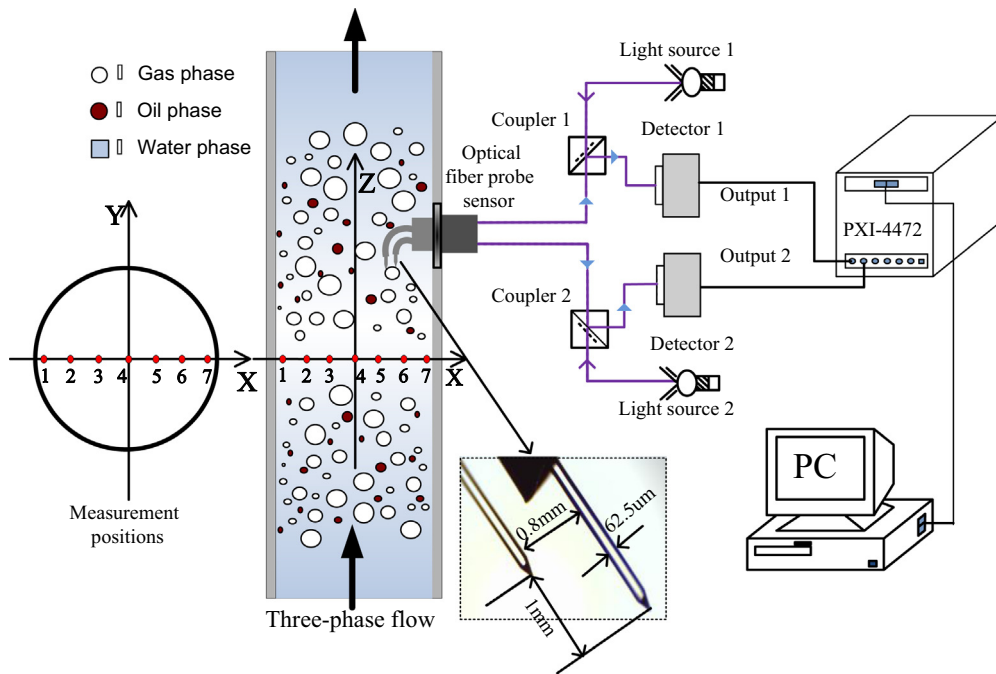 Gas phase
Oil phase
Water phase
Y
X
1 2 3 4 5 6 7
Measurement
positions
Z
X
1 2 3 4 5 6 7
Three-phase flow
Optical
fiber probe
sensor
Light source 1
Coupler 1
Detector 1
Output 1
PXI-4472
Output 2
Coupler 2
Detector 2
Light source 2
PC
0.8mm
62.5um
1mm